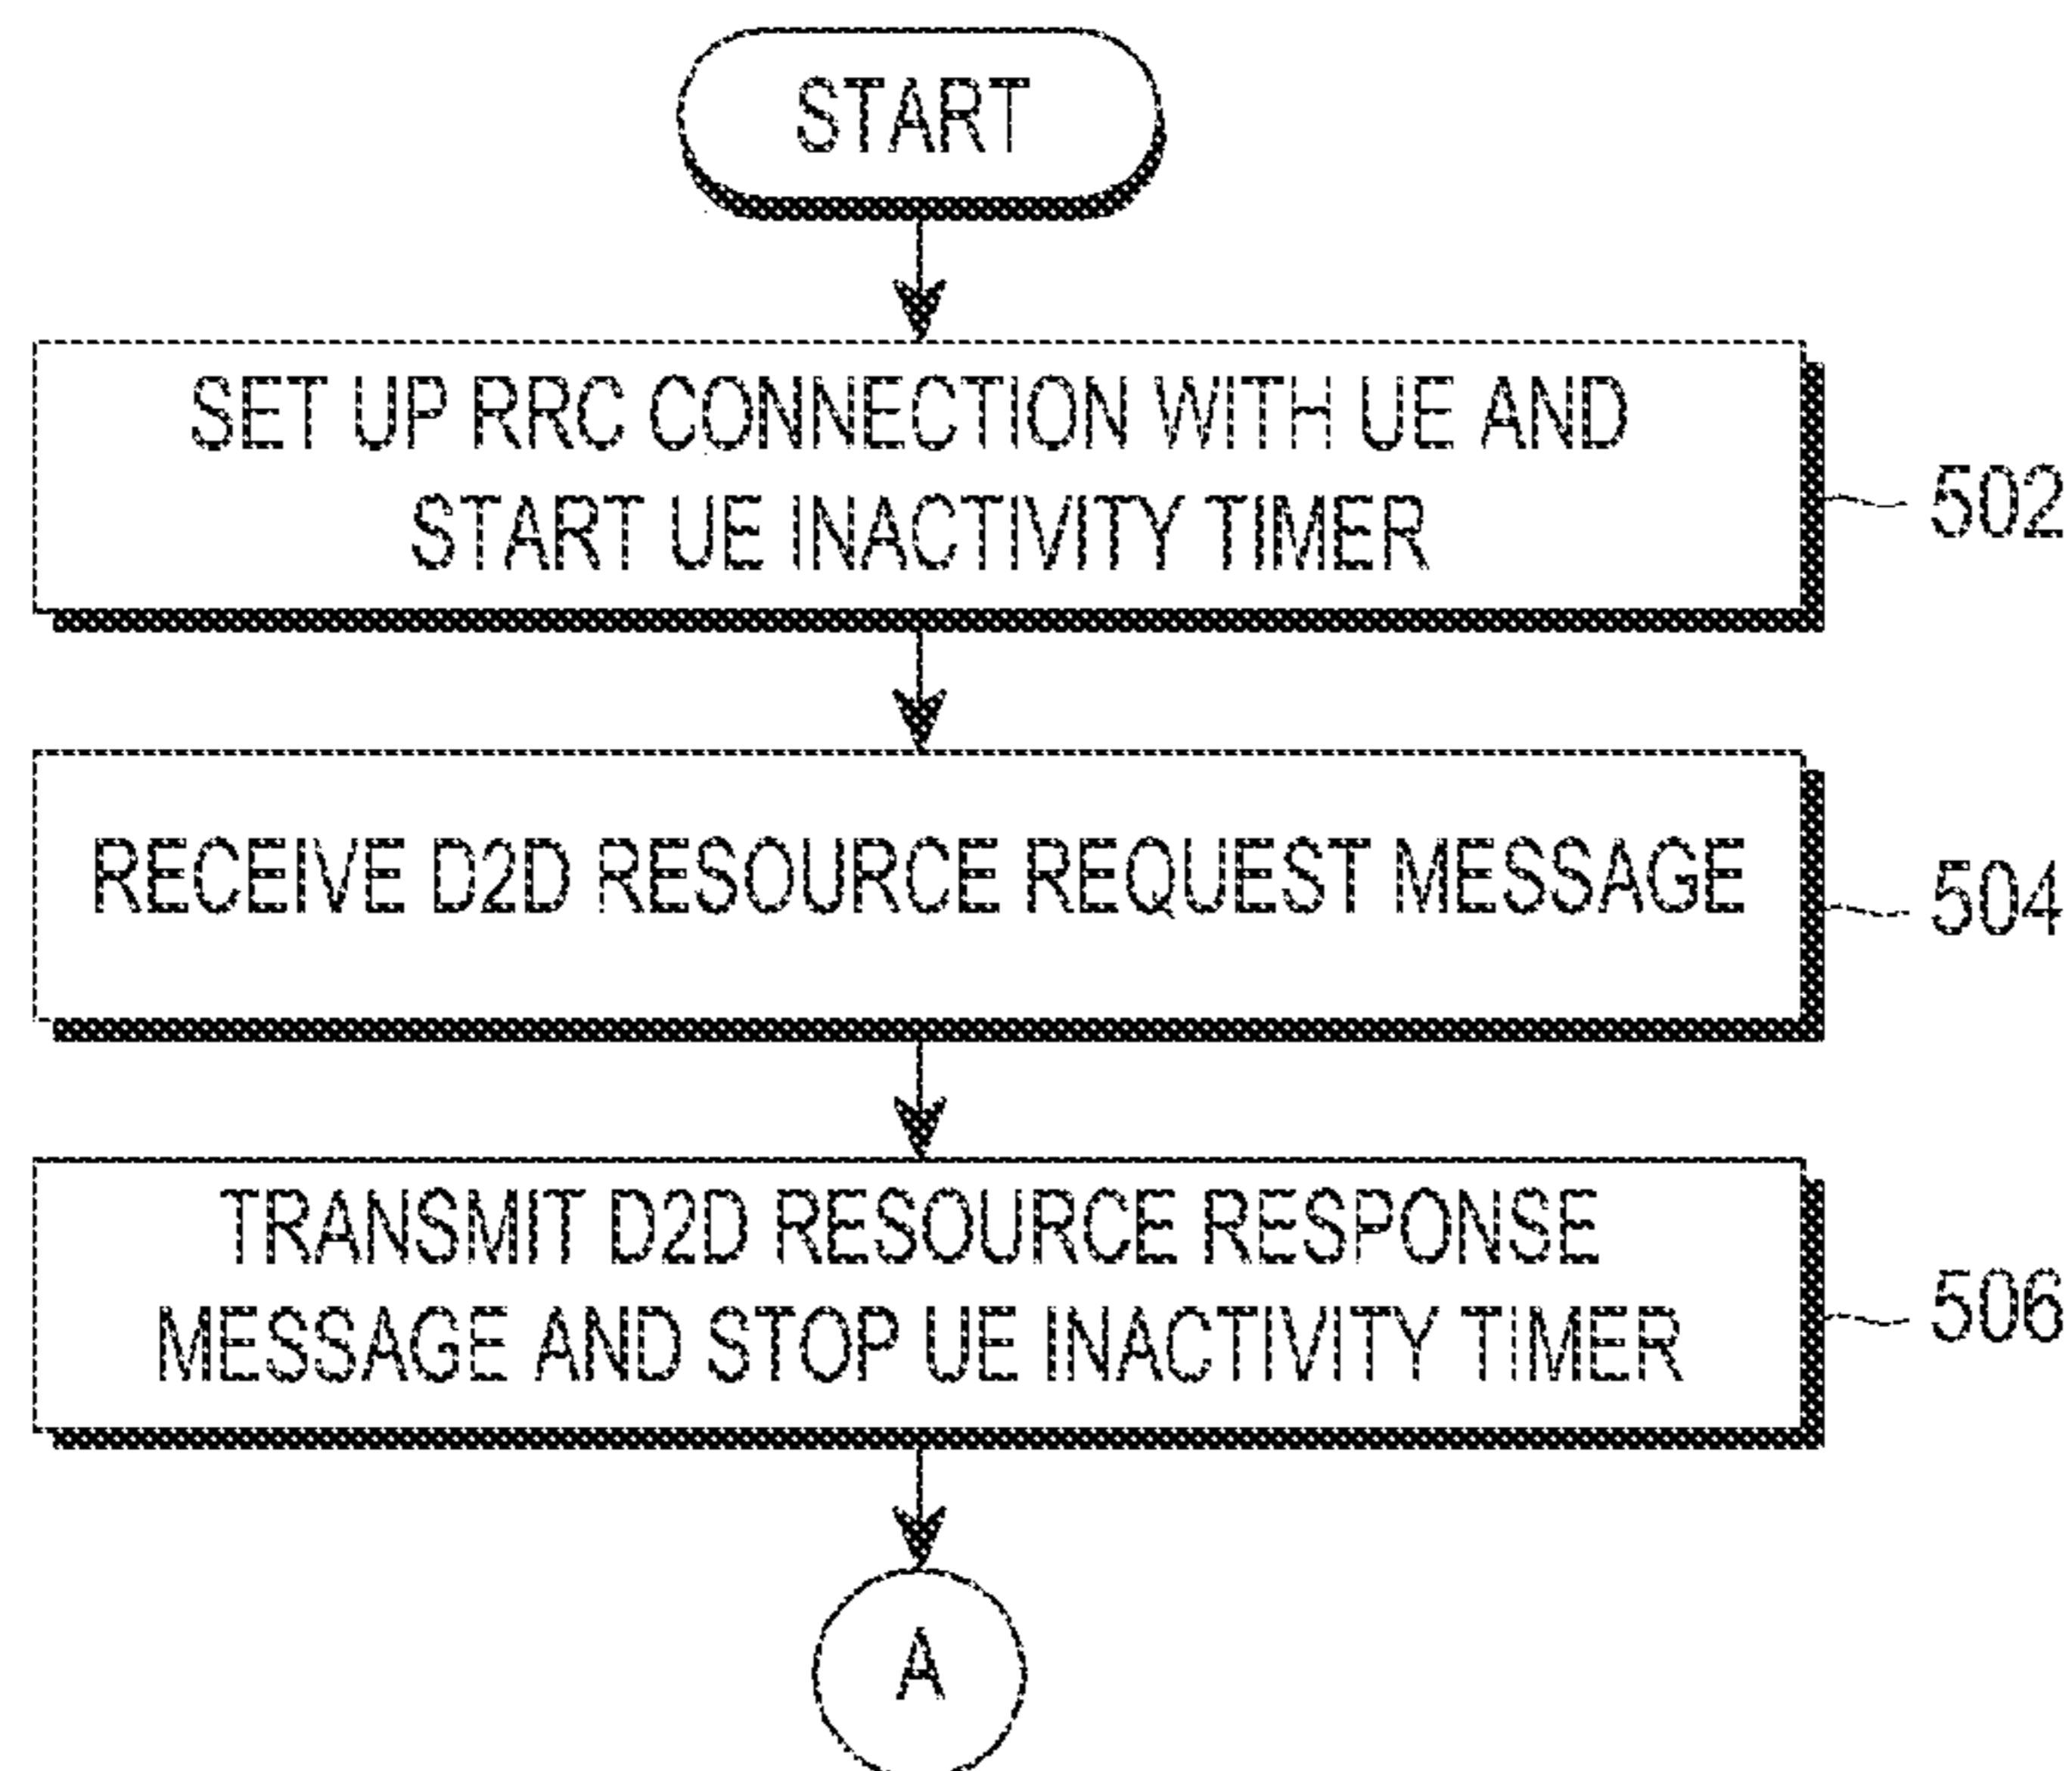 START
SET UP RRC CONNECTION WITH UE AND
START UE INACTIVITY TIMER
502
RECEIVE D2D RESOURCE REQUEST MESSAGE
504
TRANSMIT D2D RESOURCE RESPONSE
MESSAGE AND STOP UE INACTIVITY TIMER
506
A